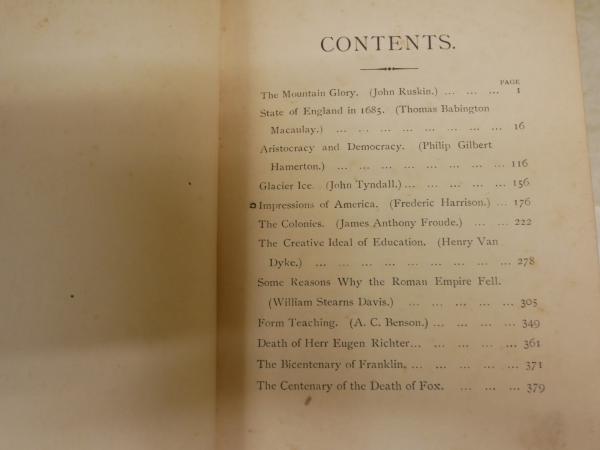 CONTENTS.
PAGE
The Mountain Glory. (John Ruskin.) ... ... ... 1
State of England in 1685. (Thomas Babington
Macaulay.) ... ... ... ... ... ... ... ... 16
Aristocracy and Democracy. (Philip Gilbert
Hamerton.) ... ... ... ... ... ... ... ... 116
Glacier Ice. (John Tyndall.) ... ... ... ... ... 156
Impressions of America. (Frederic Harrison.) ... 176
The Colonies. (James Anthony Froude.) ... ... 222
The Creative Ideal of Education. (Henry Van
Dyke.) ... ... ... ... ... ... ... ... ... 278
Some Reasons Why the Roman Empire Fell.
(William Stearns Davis.) ... ... ... ... ... 305
Form Teaching. (A. C. Benson.) ... ... ... ... 349
Death of Herr Eugen Richter... ... ... ... ... 361
The Bicentenary of Franklin. ... ... ... ... ... 371
The Centenary of the Death of Fox. ... ... ... 379